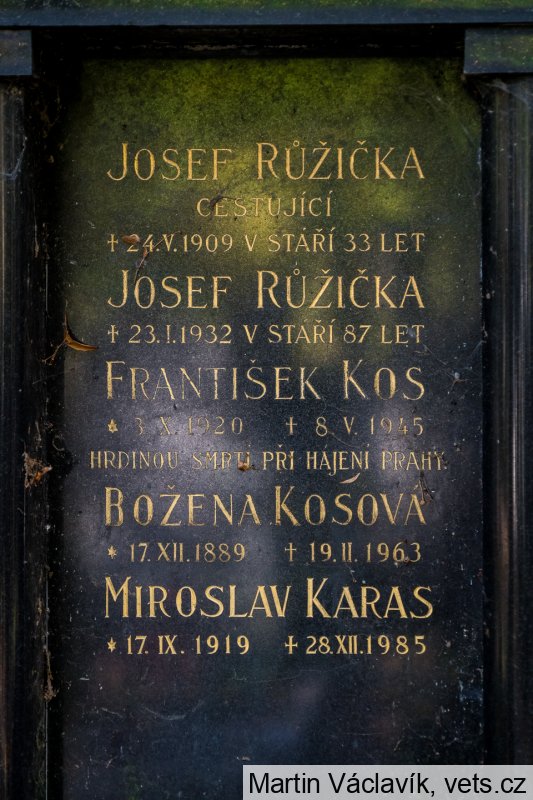 JOSEF RŮŽIČKA
CESTUJÍCÍ
† 24.V.1909 V STÁŘÍ 33 LET
JOSEF RŮŽIČKA
† 23.I.1932 V STÁŘÍ 87 LET
FRANTIŠEK KOS
* 3.X.1920 † 8.V.1945
HRDINOU SMRTÍ PŘI HÁJENÍ PRAHY.
BOŽENA KOSOVÁ
* 17.XII.1889 † 19.II.1963
MIROSLAV KARAS
* 17.IX.1919 † 28.XII.1985
Martin Václavík, vets.cz